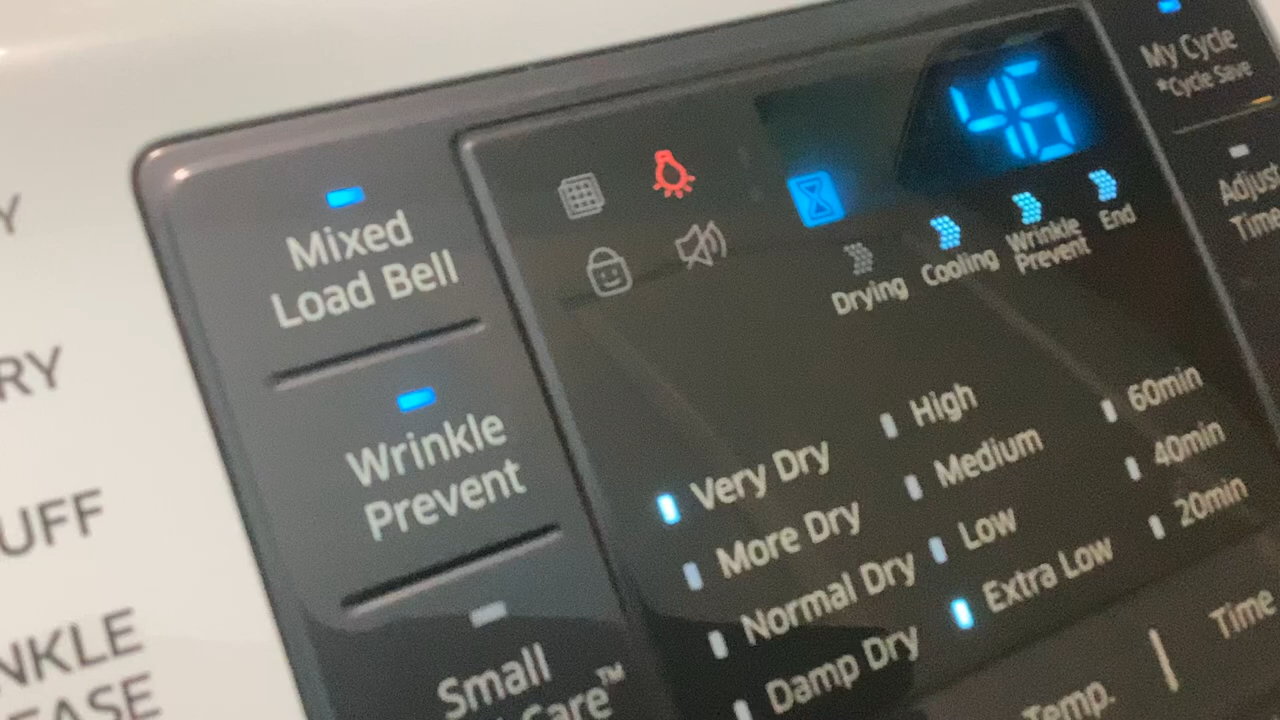 Y
RY
UFF
NKLE
EASE
Mixed
Load Bell
Wrinkle
Prevent
Small
Care™
46
Drying
Cooling
Wrinkle
Prevent
End
Very Dry
More Dry
Normal Dry
Damp Dry
High
Medium
Low
Extra Low
60min
40min
20min
Temp.
Time
My Cycle
*Cycle Save
Adjust
Time